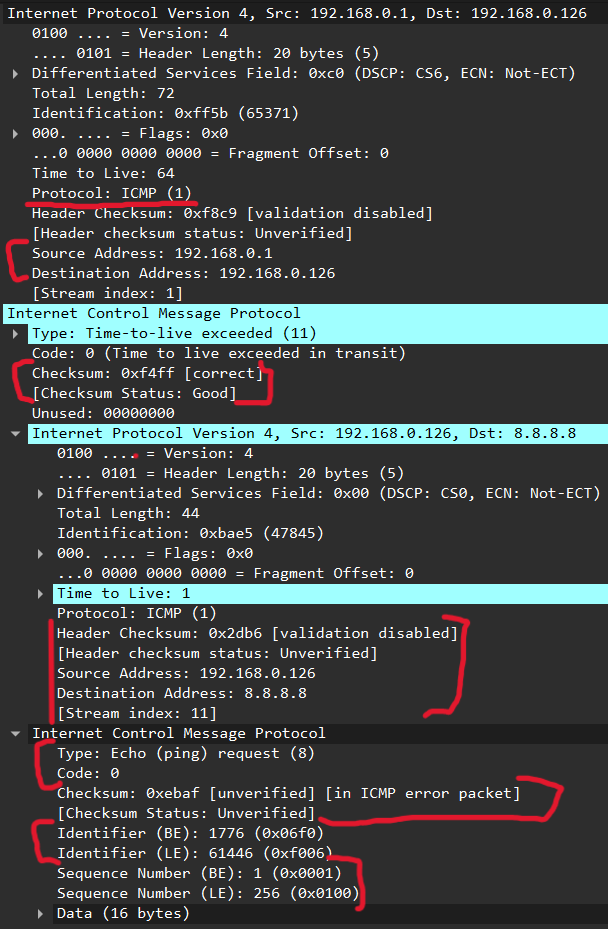 Internet Protocol Version 4, Src: 192.168.0.1, Dst: 192.168.0.126
0100 .... = Version: 4
.... 0101 = Header Length: 20 bytes (5)
Differentiated Services Field: 0xc0 (DSCP: CS6, ECN: Not-ECT)
Total Length: 72
Identification: 0xff5b (65371)
000. .... = Flags: 0x0
...0 0000 0000 0000 = Fragment Offset: 0
Time to Live: 64
Protocol: ICMP (1)
Header Checksum: 0xf8c9 [validation disabled]
[Header checksum status: Unverified]
Source Address: 192.168.0.1
Destination Address: 192.168.0.126
[Stream index: 1]
Internet Control Message Protocol
Type: Time-to-live exceeded (11)
Code: 0 (Time to live exceeded in transit)
Checksum: 0xf4ff [correct]
[Checksum Status: Good]
Unused: 00000000
Internet Protocol Version 4, Src: 192.168.0.126, Dst: 8.8.8.8
0100 .... = Version: 4
.... 0101 = Header Length: 20 bytes (5)
Differentiated Services Field: 0x00 (DSCP: CS0, ECN: Not-ECT)
Total Length: 44
Identification: 0xbae5 (47845)
000. .... = Flags: 0x0
...0 0000 0000 0000 = Fragment Offset: 0
Time to Live: 1
Protocol: ICMP (1)
Header Checksum: 0x2db6 [validation disabled]
[Header checksum status: Unverified]
Source Address: 192.168.0.126
Destination Address: 8.8.8.8
[Stream index: 11]
Internet Control Message Protocol
Type: Echo (ping) request (8)
Code: 0
Checksum: 0xebaf [unverified] [in ICMP error packet]
[Checksum Status: Unverified]
Identifier (BE): 1776 (0x06f0)
Identifier (LE): 61446 (0xf006)
Sequence Number (BE): 1 (0x0001)
Sequence Number (LE): 256 (0x0100)
Data (16 bytes)